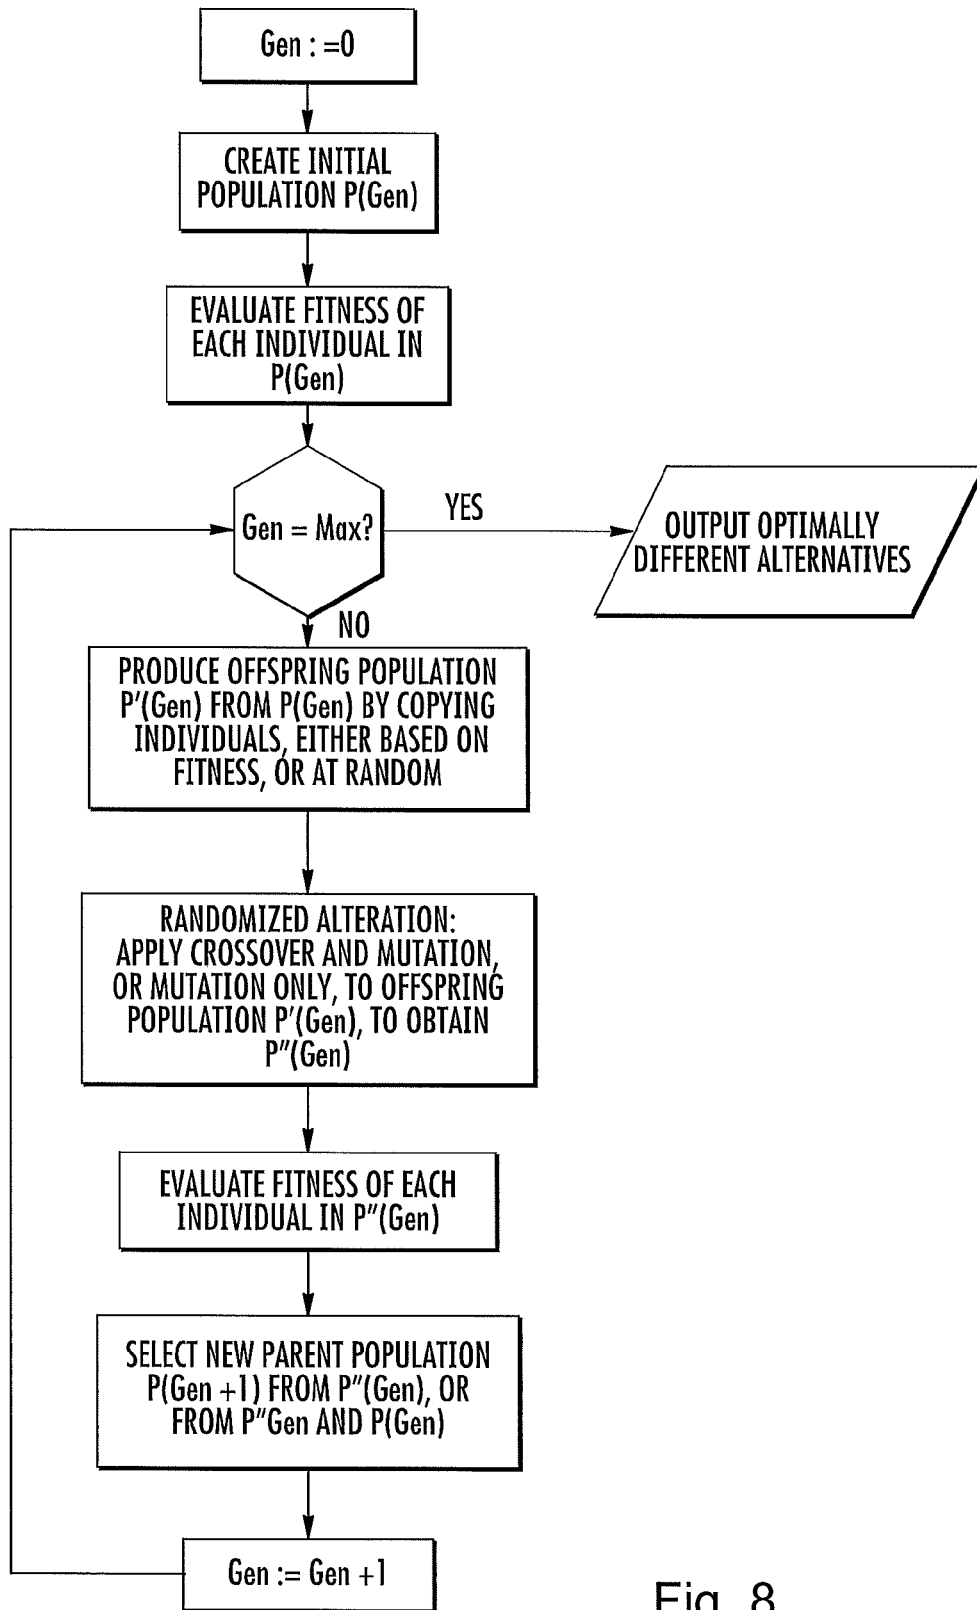 Gen : =0
CREATE INITIAL
POPULATION P(Gen)
EVALUATE FITNESS OF
EACH INDIVIDUAL IN
P(Gen)
Gen = Max?
YES
OUTPUT OPTIMALLY
DIFFERENT ALTERNATIVES
NO
PRODUCE OFFSPRING POPULATION
P'(Gen) FROM P(Gen) BY COPYING
INDIVIDUALS, EITHER BASED ON
FITNESS, OR AT RANDOM
RANDOMIZED ALTERATION:
APPLY CROSSOVER AND MUTATION,
OR MUTATION ONLY, TO OFFSPRING
POPULATION P'(Gen), TO OBTAIN
P"(Gen)
EVALUATE FITNESS OF EACH
INDIVIDUAL IN P"(Gen)
SELECT NEW PARENT POPULATION
P(Gen +1) FROM P"(Gen), OR
FROM P"Gen AND P(Gen)
Gen := Gen +1
Fig. 8